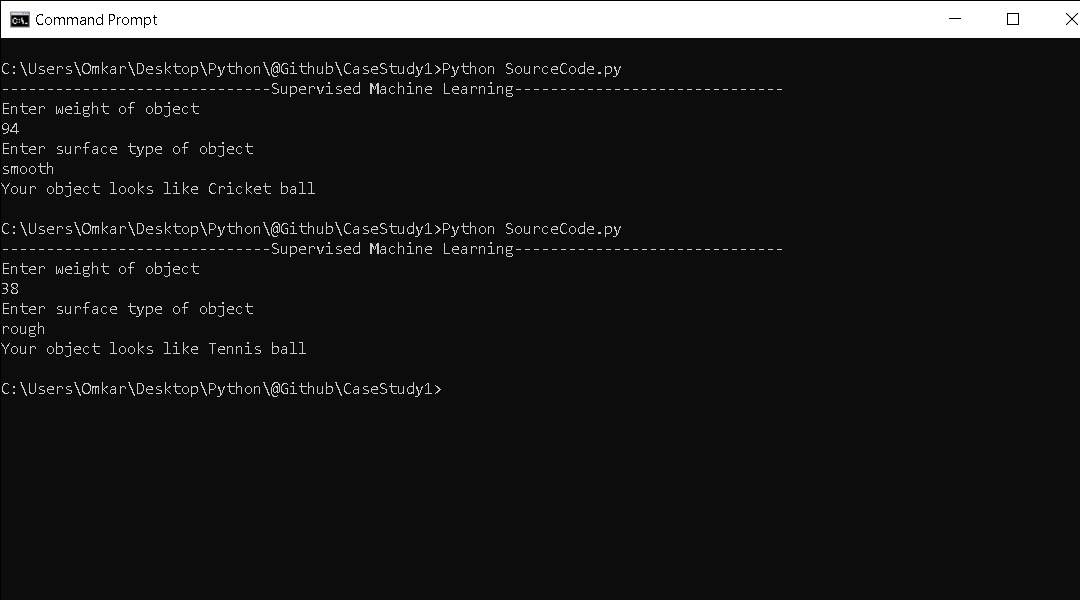 Command Prompt
C:\Users\Omkar\Desktop\Python\@Github\CaseStudy1>Python SourceCode.py
------------------------------Supervised Machine Learning------------------------------
Enter weight of object
94
Enter surface type of object
smooth
Your object looks like Cricket ball
C:\Users\Omkar\Desktop\Python\@Github\CaseStudy1>Python SourceCode.py
------------------------------Supervised Machine Learning------------------------------
Enter weight of object
38
Enter surface type of object
rough
Your object looks like Tennis ball
C:\Users\Omkar\Desktop\Python\@Github\CaseStudy1>